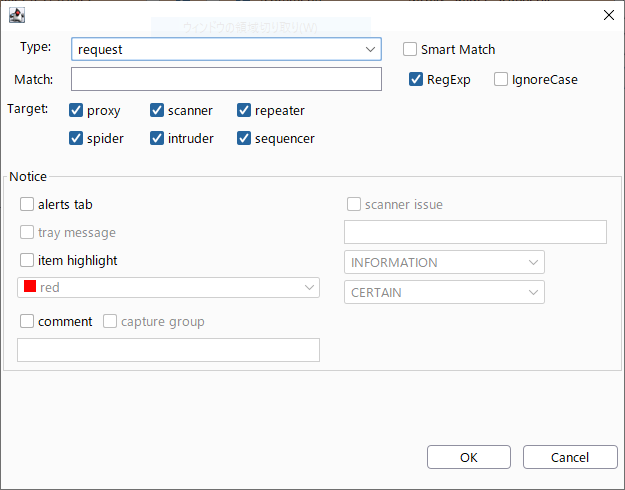 ウィンドウの領域切り取り(W)
Type: request Smart Match
Match: RegExp IgnoreCase
Target: proxy scanner repeater
spider intruder sequencer
Notice
alerts tab scanner issue
tray message
item highlight INFORMATION
red CERTAIN
comment capture group
OK Cancel